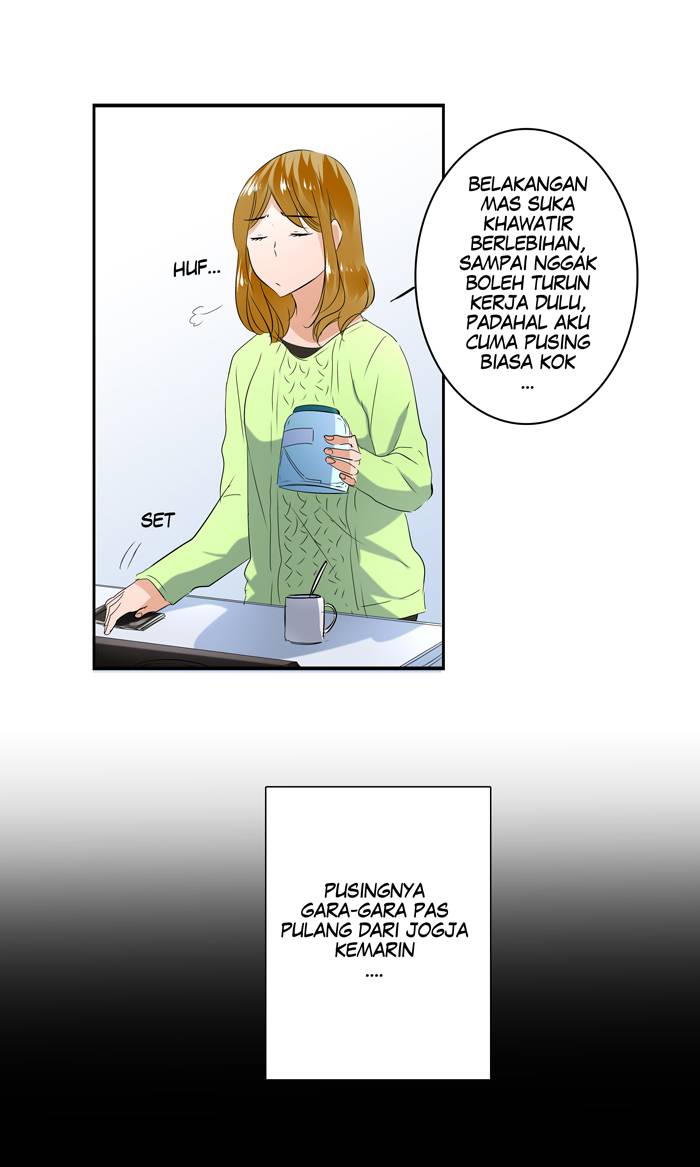 BELAKANGAN
MAS SUKA
KHAWATIR
BERLEBIHAN,
SAMPAI NGGAK
BOLEH TURUN
KERJA DULU,
PADAHAL AKU
CUMA PUSING
BIASA KOK
...
HUF...
SET
PUSINGNYA
GARA-GARA PAS
PULANG DARI JOGJA
KEMARIN
....